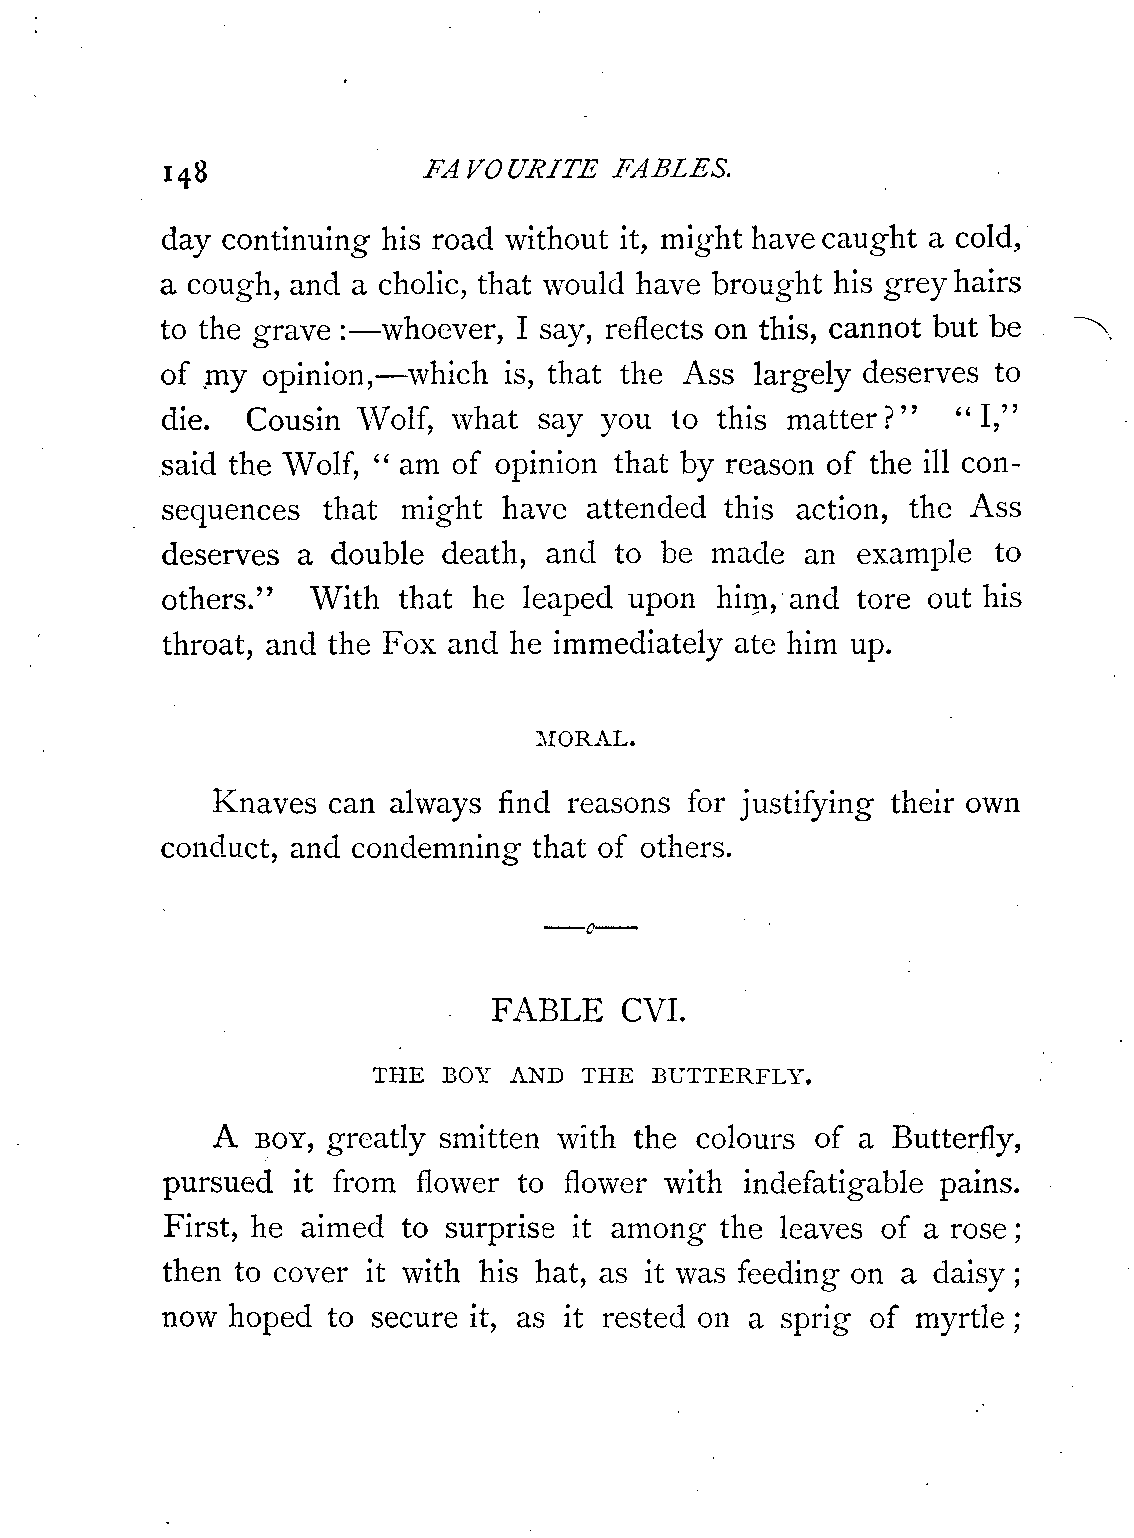 148 FAVOURITE FABLES.
day continuing his road without it, might have caught a cold,
a cough, and a cholic, that would have brought his grey hairs
to the grave :—whoever, I say, reflects on this, cannot but be
of my opinion,—which is, that the Ass largely deserves to
die. Cousin Wolf, what say you to this matter?” “I,”
said the Wolf, “ am of opinion that by reason of the ill con-
sequences that might have attended this action, the Ass
deserves a double death, and to be made an example to
others.” With that he leaped upon him, and tore out his
throat, and the Fox and he immediately ate him up.
MORAL.
Knaves can always find reasons for justifying their own
conduct, and condemning that of others.
FABLE CVI.
THE BOY AND THE BUTTERFLY.
A BOY, greatly smitten with the colours of a Butterfly,
pursued it from flower to flower with indefatigable pains.
First, he aimed to surprise it among the leaves of a rose ;
then to cover it with his hat, as it was feeding on a daisy ;
now hoped to secure it, as it rested on a sprig of myrtle ;